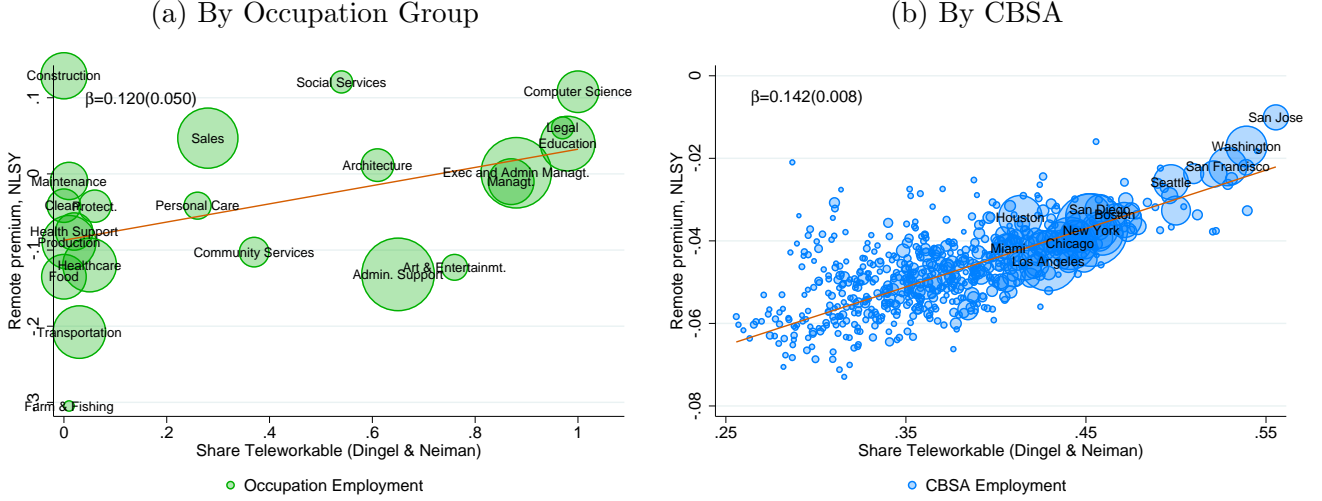 (a) By Occupation Group
Construction
Social Services
Computer Science
β=0.120(0.050)
Sales
Legal
Education
Architecture
Exec and Admin Managt.
Managt.
Maintenance
Clean
Protect.
Personal Care
Health Support
Production
Community Services
Healthcare
Food
Admin. Support
Art & Entertainmt.
Transportation
Farm & Fishing
Remote premium, NLSY
.1
.0
-.1
-.2
-.3
0 .2 .4 .6 .8 1
Share Teleworkable (Dingel & Neiman)
Occupation Employment
(b) By CBSA
β=0.142(0.008)
San Jose
Washington
San Francisco
Seattle
San Diego
Boston
Houston
New York
Chicago
Miami
Los Angeles
Remote premium, NLSY
0
-.02
-.04
-.06
-.08
.25 .35 .45 .55
Share Teleworkable (Dingel & Neiman)
CBSA Employment